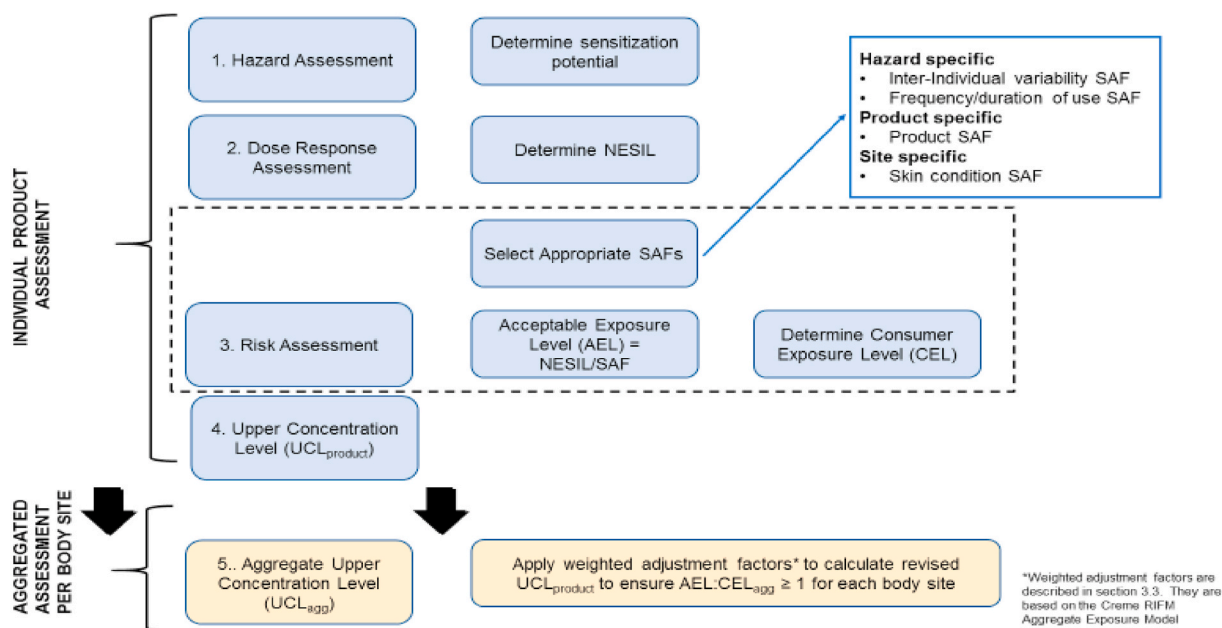 INDIVIDUAL PRODUCT
ASSESSMENT
1. Hazard Assessment
Determine sensitization
potential
Hazard specific
• Inter-Individual variability SAF
• Frequency/duration of use SAF
Product specific
• Product SAF
Site specific
• Skin condition SAF
2. Dose Response
Assessment
Determine NESIL
Select Appropriate SAFs
3. Risk Assessment
Acceptable Exposure
Level (AEL) =
NESIL/SAF
Determine Consumer
Exposure Level (CEL)
4. Upper Concentration
Level (UCLproduct)
AGGREGATED
ASSESSMENT
PER BODY SITE
5.. Aggregate Upper
Concentration Level
(UCLagg)
Apply weighted adjustment factors* to calculate revised
UCLproduct to ensure AEL:CELagg ≥ 1 for each body site
*Weighted adjustment factors are
described in section 3.3. They are
based on the Creme RIFM
Aggregate Exposure Model